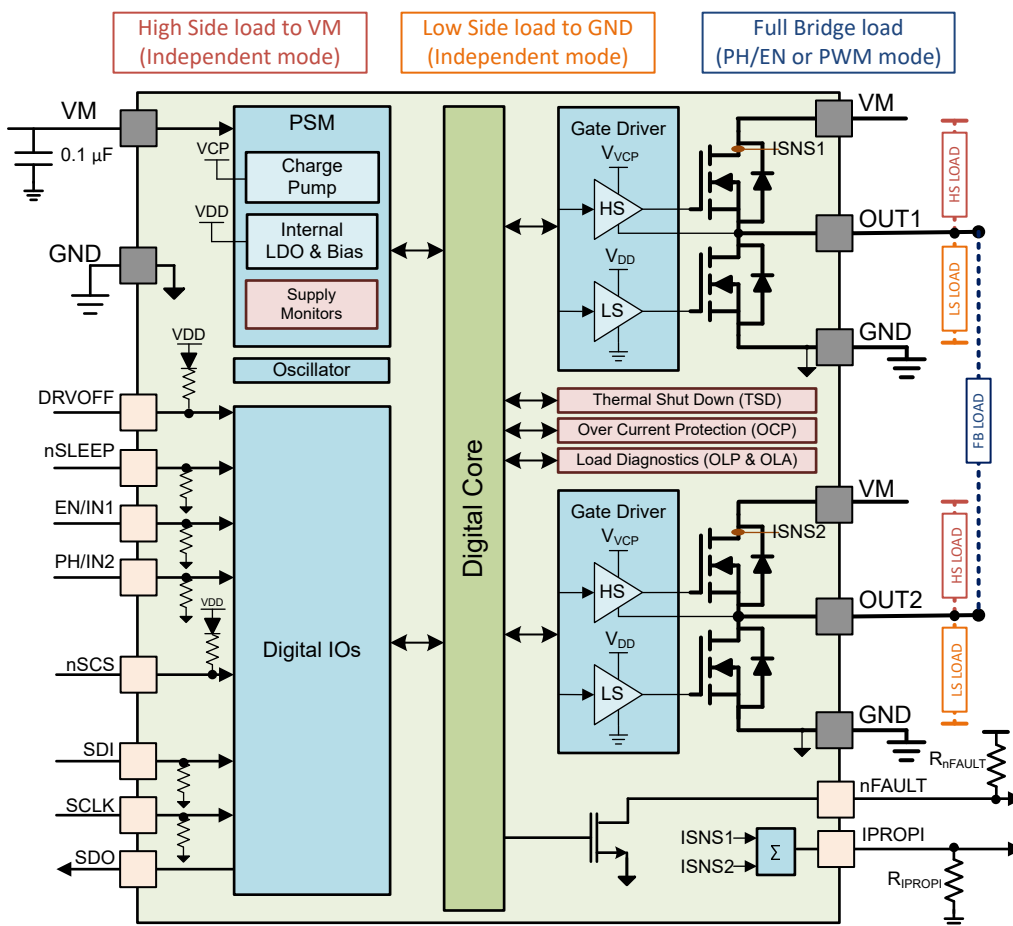 High Side load to VM
(Independent mode)
Low Side load to GND
(Independent mode)
Full Bridge load
(PH/EN or PWM mode)
VM
0.1 µF
GND
DRVOFF
nSLEEP
EN/IN1
PH/IN2
nSCS
SDI
SCLK
SDO
PSM
VCP
Charge
Pump
VDD
Internal
LDO & Bias
Supply
Monitors
Oscillator
VDD
VDD
Digital IOs
Digital Core
Gate Driver
VVCP
HS
VDD
LS
ISNS1
Thermal Shut Down (TSD)
Over Current Protection (OCP)
Load Diagnostics (OLP & OLA)
Gate Driver
VVCP
HS
VDD
LS
ISNS2
ISNS1
ISNS2
Σ
VM
OUT1
GND
HS LOAD
LS LOAD
FB LOAD
VM
OUT2
GND
HS LOAD
LS LOAD
RnFAULT
nFAULT
IPROPI
RIPROPI